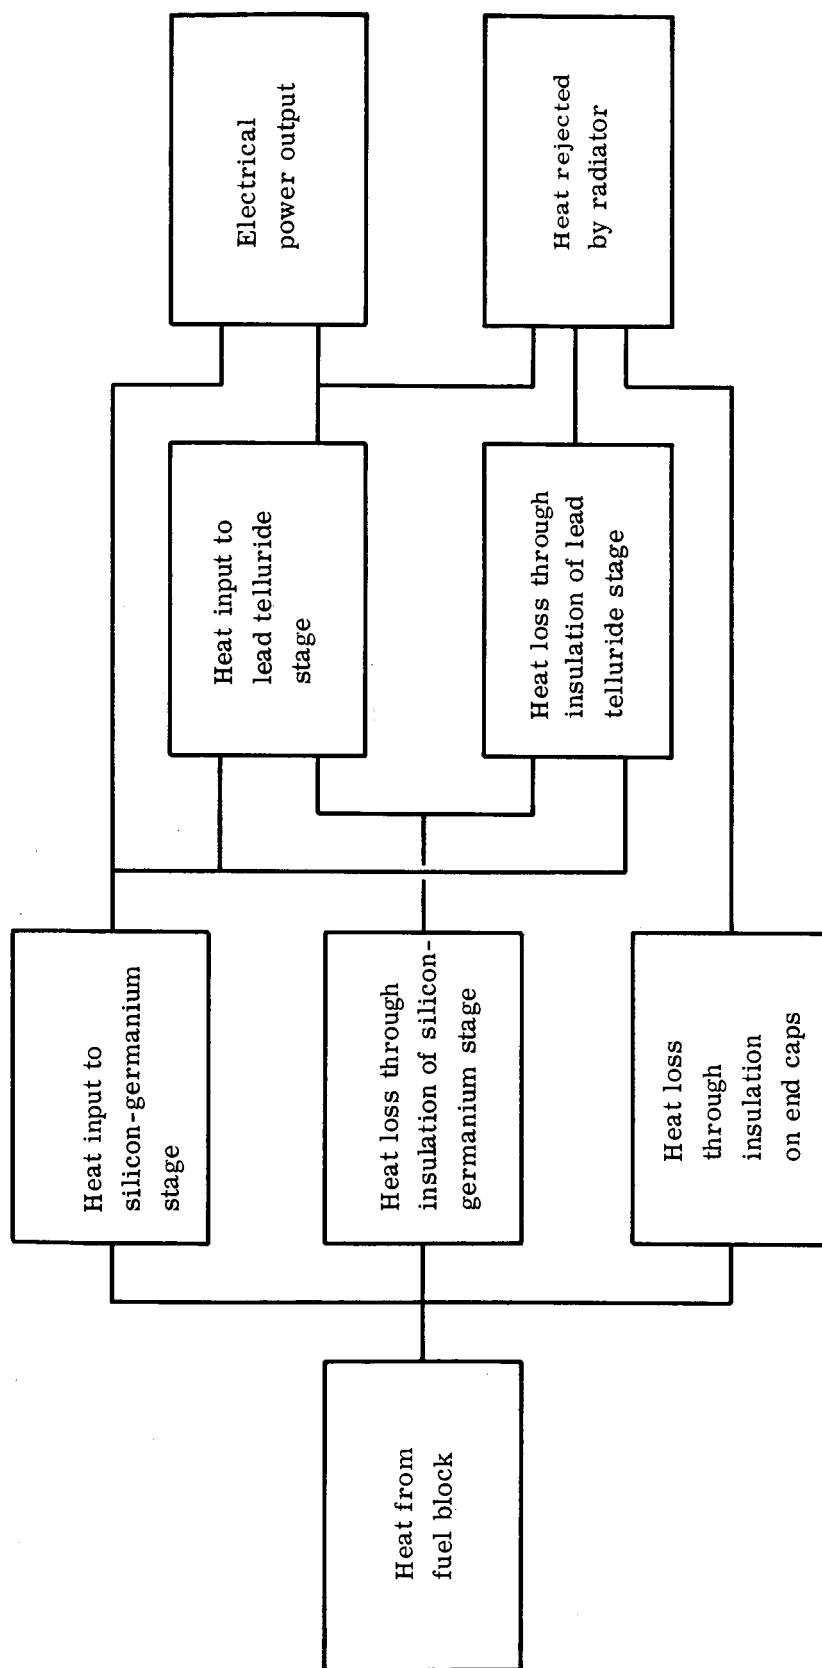 Heat from
fuel block
Heat input to
silicon-germanium
stage
Heat loss through
insulation of silicon-
germanium stage
Heat loss
through
insulation
on end caps
Heat input to
lead telluride
stage
Heat loss through
insulation of lead
telluride stage
Electrical
power output
Heat rejected
by radiator